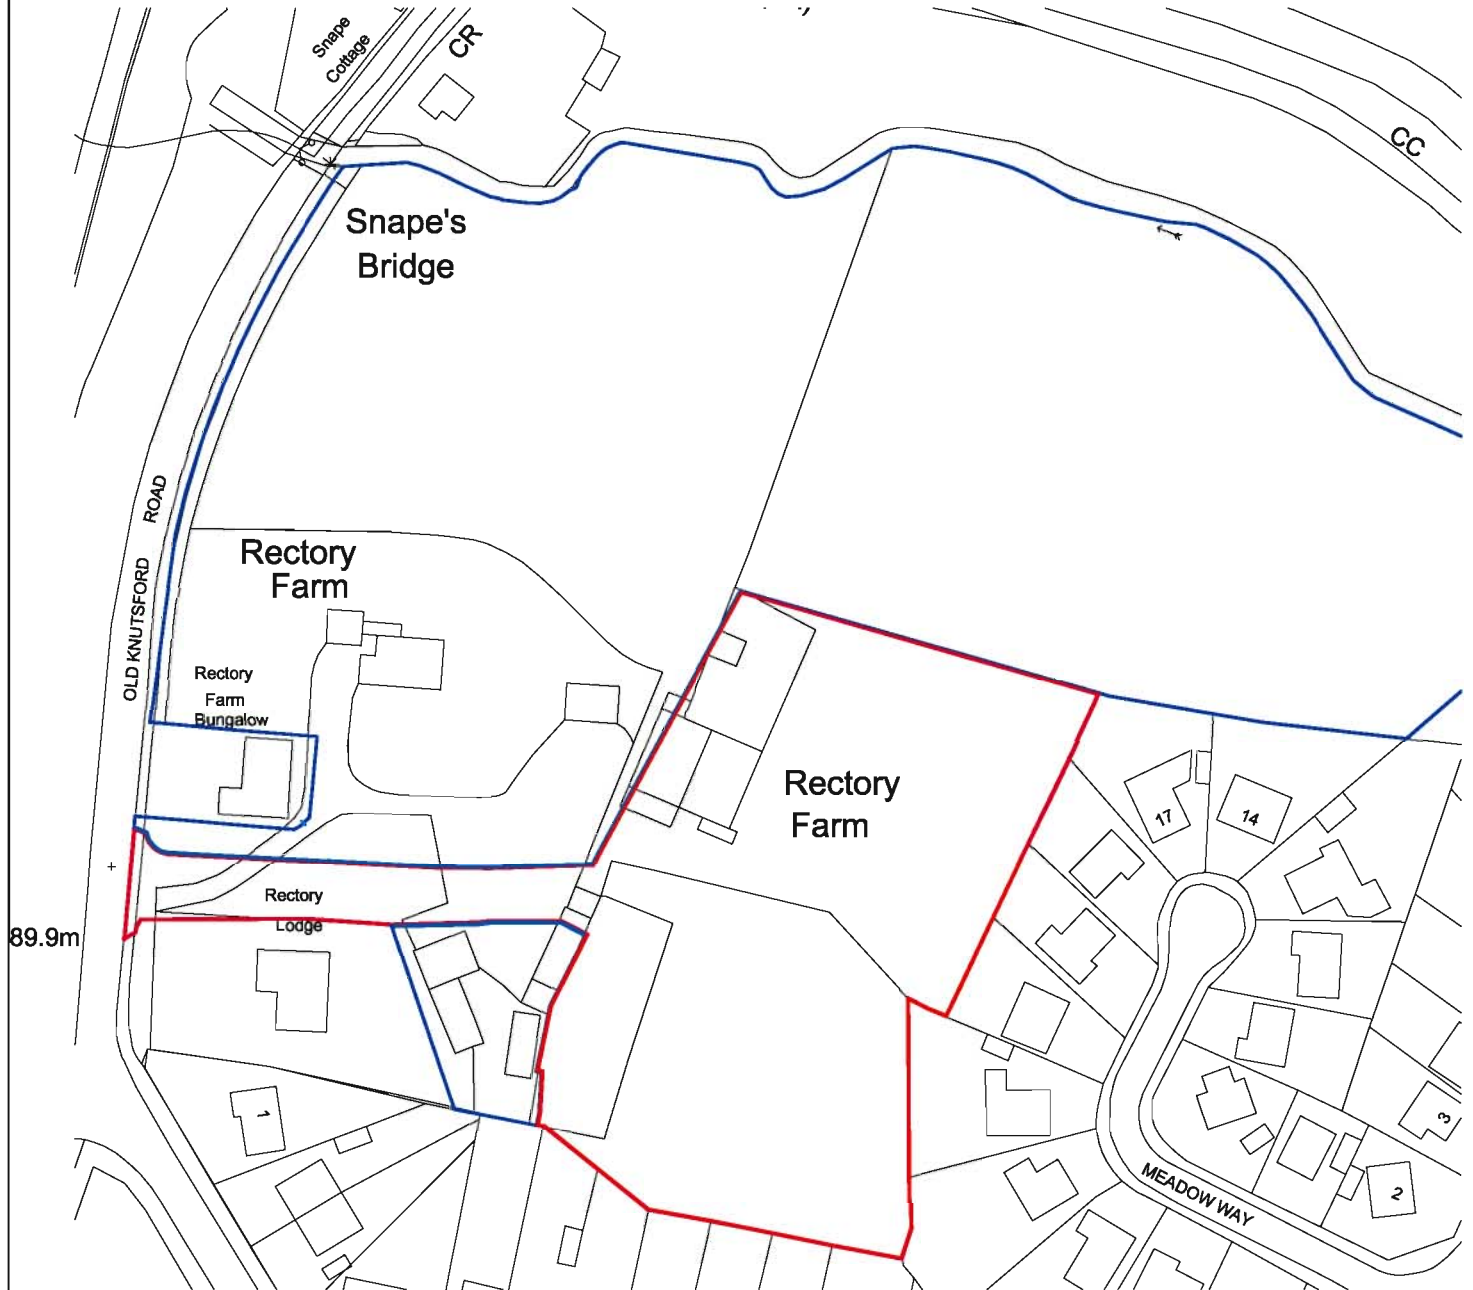 Snape
Cottage
CR
CC
Snape's
Bridge
OLD KNUTSFORD ROAD
Rectory
Farm
Rectory
Farm
Bungalow
Rectory
Farm
17
14
Rectory
Lodge
89.9m
1
3
2
MEADOW WAY